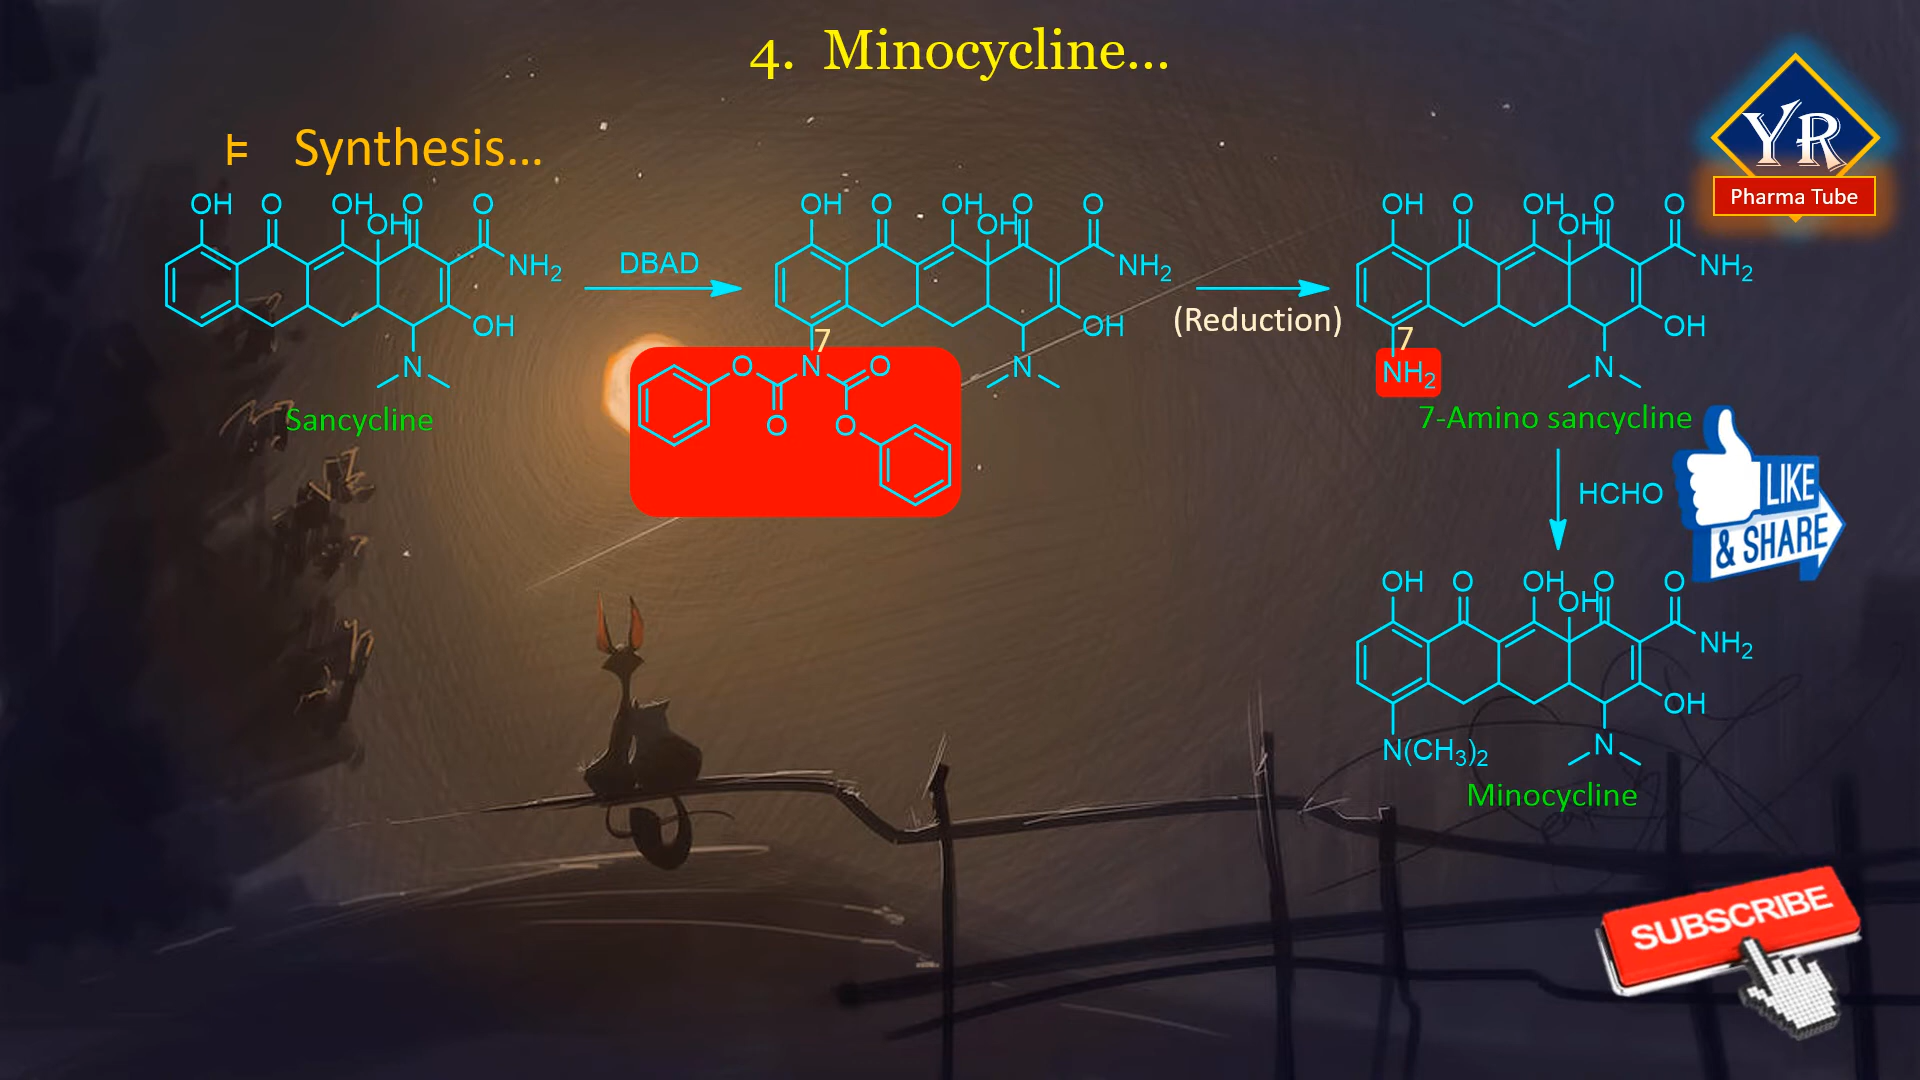 4. Minocycline...
YR
Pharma Tube
⊧ Synthesis...
OH O OH OH O O
NH2
OH
N
Sancycline
DBAD
OH O OH OH O O
NH2
OH
7
N
N
O O
O O
(Reduction)
OH O OH OH O O
NH2
OH
7
NH2
N
7-Amino sancycline
HCHO
LIKE
& SHARE
OH O OH OH O O
NH2
OH
N(CH3)2
N
Minocycline
SUBSCRIBE